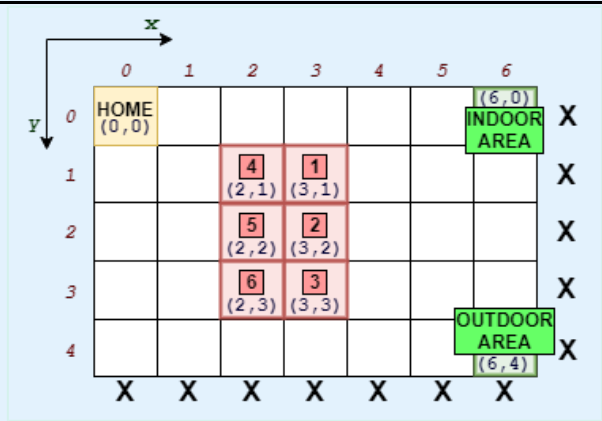 x
0 1 2 3 4 5 6
y
0 HOME (6,0) X
(0,0) INDOOR
AREA
1 4 1 X
(2,1) (3,1)
2 5 2 X
(2,2) (3,2)
3 6 3 X
(2,3) (3,3)
OUTDOOR
4 AREA X
(6,4)
X X X X X X X